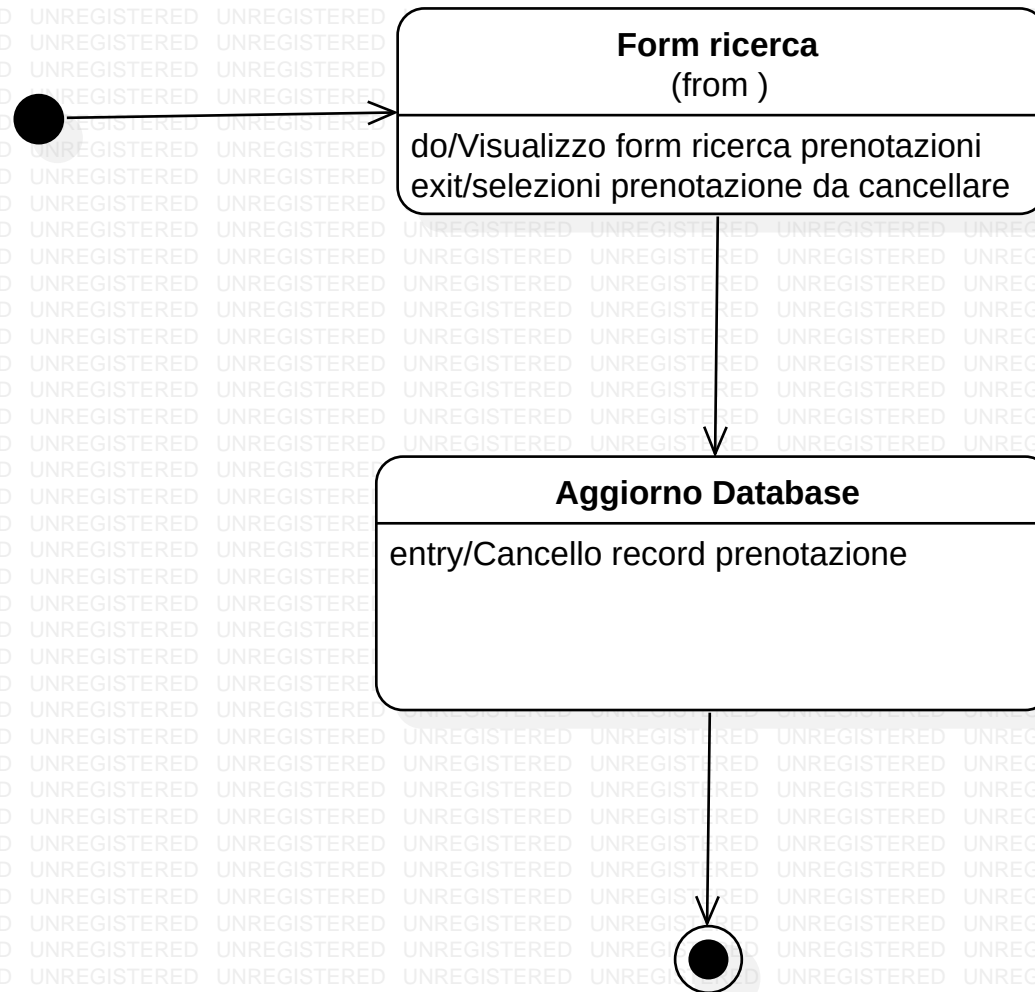 Form ricerca
(from )
do/Visualizzo form ricerca prenotazioni
exit/selezioni prenotazione da cancellare
Aggiorno Database
entry/Cancello record prenotazione
UNREGISTERED